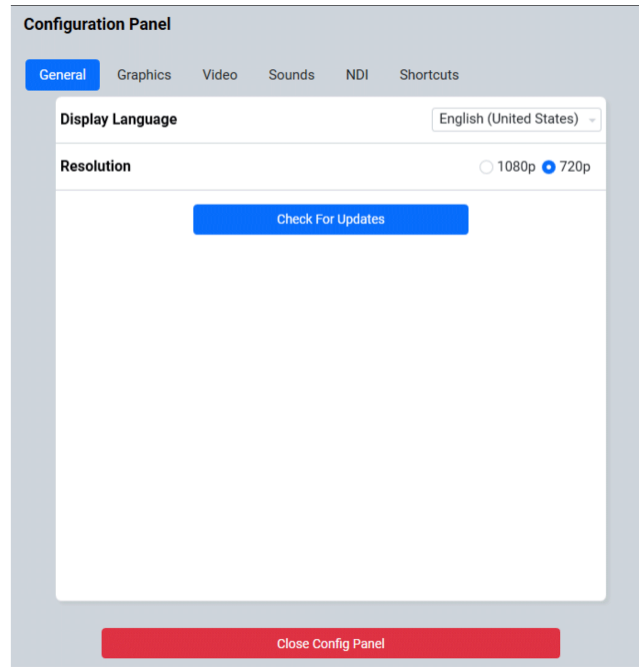 Configuration Panel
General Graphics Video Sounds NDI Shortcuts
Display Language English (United States)
Resolution 1080p 720p
Check For Updates
Close Config Panel